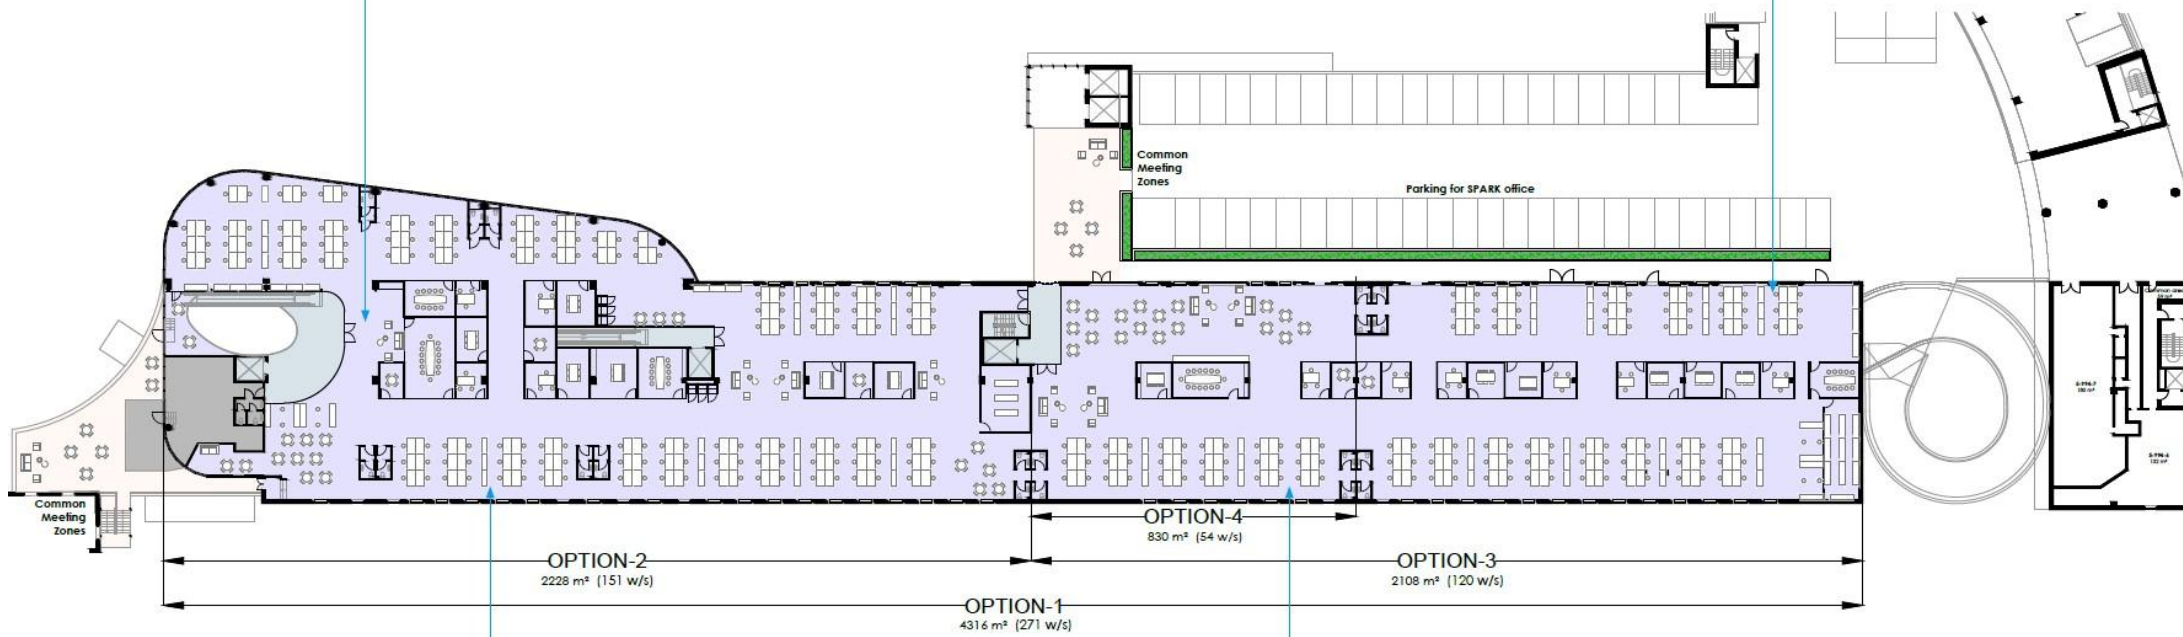 Common
Meeting
Zones
Parking for SPARK office
Common
Meeting
Zones
OPTION-4
830 m² (54 w/s)
OPTION-2
2228 m² (151 w/s)
OPTION-3
2108 m² (120 w/s)
OPTION-1
4316 m² (271 w/s)